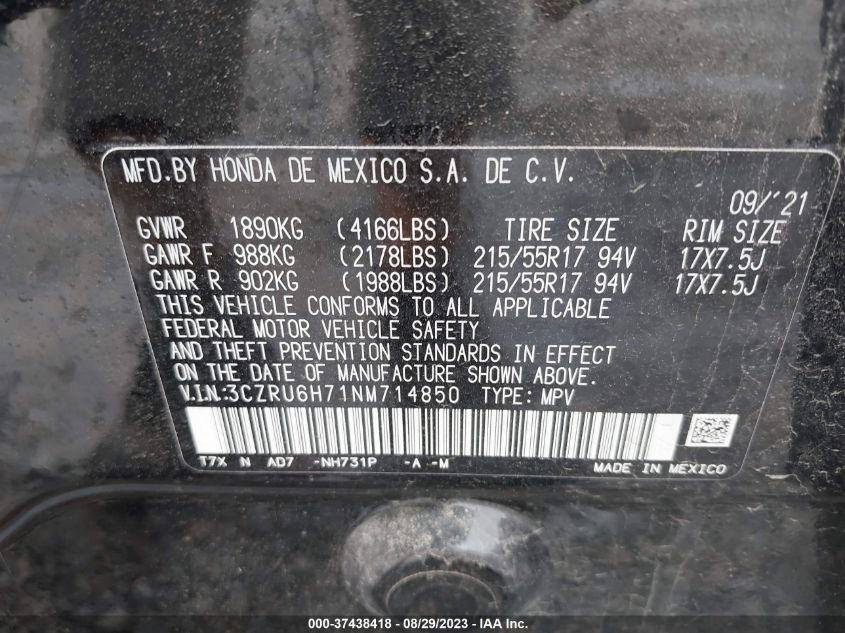 MFD.BY HONDA DE MEXICO S.A. DE C.V.
09/'21
GVWR 1890KG (4166LBS) TIRE SIZE RIM SIZE
GAWR F 988KG (2178LBS) 215/55R17 94V 17X7.5J
GAWR R 902KG (1988LBS) 215/55R17 94V 17X7.5J
THIS VEHICLE CONFORMS TO ALL APPLICABLE
FEDERAL MOTOR VEHICLE SAFETY
AND THEFT PREVENTION STANDARDS IN EFFECT
ON THE DATE OF MANUFACTURE SHOWN ABOVE.
V.I.N:3CZRU6H71NM714850 TYPE: MPV
T7X N AD7 -NH731P -A -M MADE IN MEXICO
000-37438418 - 08/29/2023 - IAA Inc.